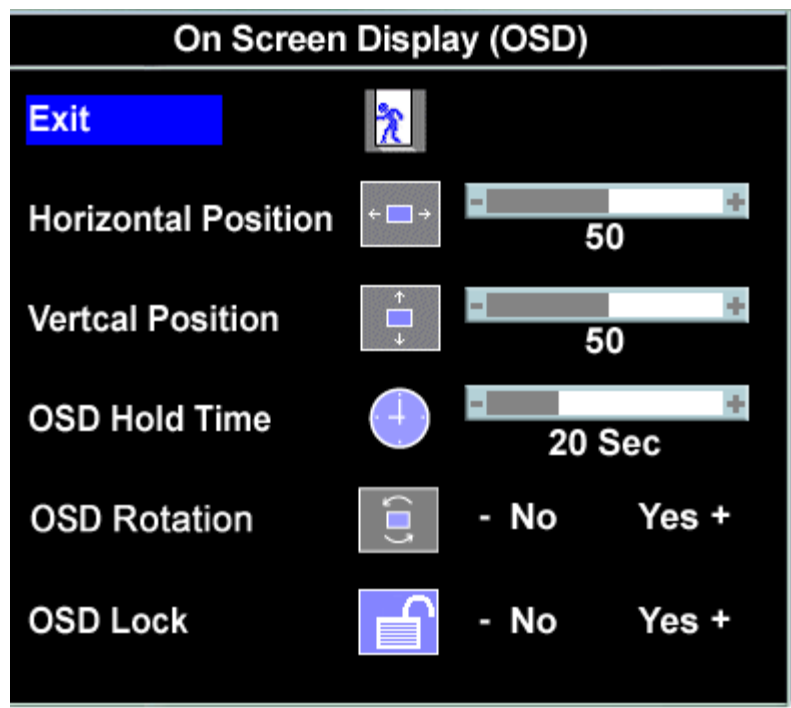 On Screen Display (OSD)
Exit
Horizontal Position - +
50
Vertcal Position - +
50
OSD Hold Time - +
20 Sec
OSD Rotation - No Yes +
OSD Lock - No Yes +